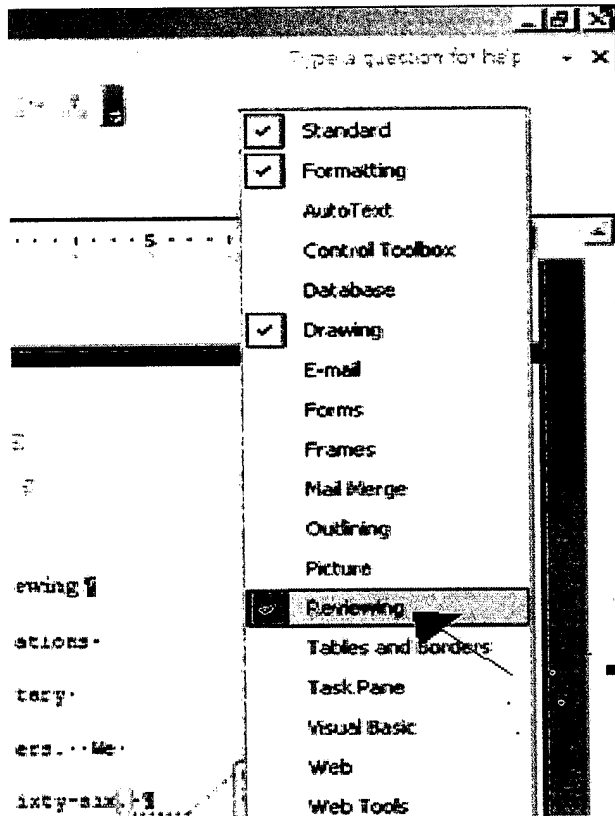 Type a question for help
Standard
Formatting
AutoText
5
Control Toolbox
Database
Drawing
E-mail
Forms
Frames
Mail Merge
Outlining
Picture
ewing ¶
Reviewing
ations·
Tables and Borders
tary·
Task Pane
Visual Basic
ers.··We·
Web
ixty-six.·¶
Web Tools